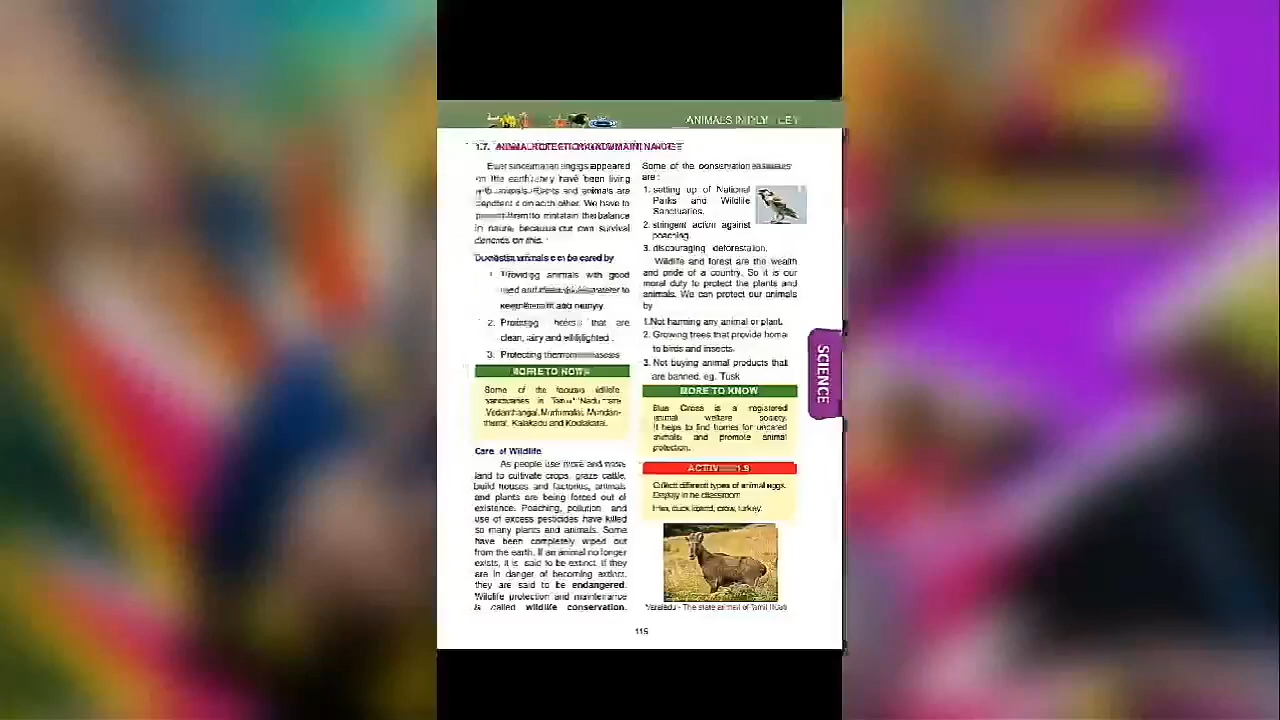 ANIMALS IN
1.7.
appeared
on the earth they have been living
animals. Plants and animals are
on each other. We have to
them to maintain the balance
in nature, because our own survival
depends on this.
Domestic animals can be cared by
1. Providing animals with good
food and water to
keep them fit and healthy.
2. Providing that are
clean, airy and
3. Protecting them
MORE TO KNOW
Some of the
sanctuaries in Tamil Nadu are
Vedanthangal, Mudumalai, Mundan-
thurai, Kalakadu and Kodiakarai.
Care of Wildlife
As people use more and more
land to cultivate crops, graze cattle,
build houses and factories, animals
and plants are being forced out of
existence. Poaching, pollution and
use of excess pesticides have killed
so many plants and animals. Some
have been completely wiped out
from the earth. If an animal no longer
exists, it is said to be extinct. If they
are in danger of becoming extinct,
they are said to be endangered.
Wildlife protection and maintenance
is called wildlife conservation.
Some of the conservation measures
are :
1. setting up of National
Parks and Wildlife
Sanctuaries.
2. stringent action against
poaching.
3. discouraging deforestation.
Wildlife and forest are the wealth
and pride of a country. So it is our
moral duty to protect the plants and
animals. We can protect our animals
by
1.Not harming any animal or plant.
2. Growing trees that provide home
to birds and insects.
3. Not buying animal products that
are banned. eg. Tusk
MORE TO KNOW
Blue Cross is a registered
animal welfare society.
It helps to find homes for uncared
animals and promote animal
protection.
Collect different types of animal eggs.
Display in the classroom
Hen, duck, lizard, crow, turkey.
- The state animal of Tamil Nadu
115
SCIENCE